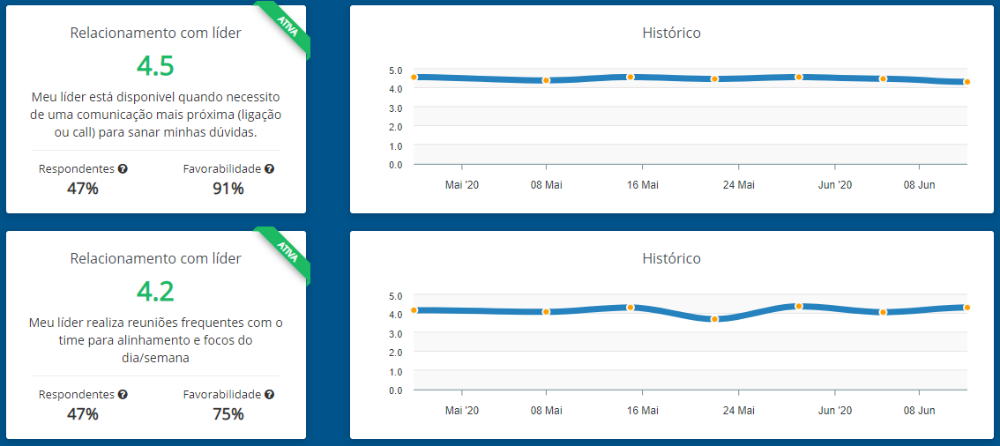 ATIVA
Relacionamento com líder
4.5
Meu líder está disponivel quando necessito
de uma comunicação mais próxima (ligação
ou call) para sanar minhas dúvidas.
Respondentes Favorabilidade
47% 91%
Histórico
5.0
4.0
3.0
2.0
1.0
0.0
Mai '20 08 Mai 16 Mai 24 Mai Jun '20 08 Jun
ATIVA
Relacionamento com líder
4.2
Meu líder realiza reuniões frequentes com o
time para alinhamento e focos do
dia/semana
Respondentes Favorabilidade
47% 75%
Histórico
5.0
4.0
3.0
2.0
1.0
0.0
Mai '20 08 Mai 16 Mai 24 Mai Jun '20 08 Jun